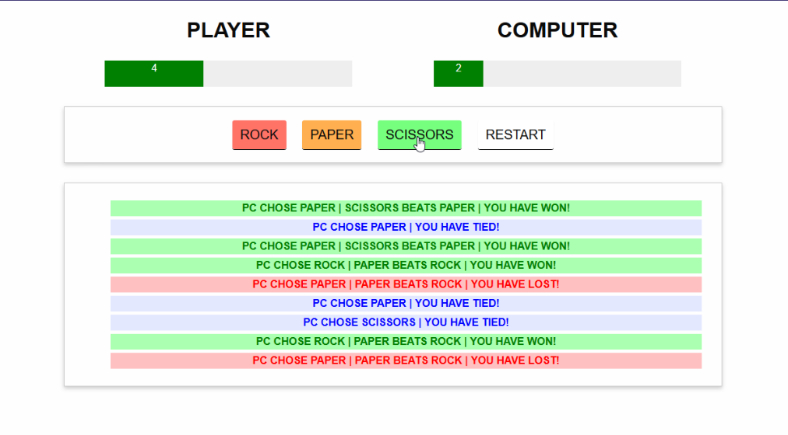 PLAYER COMPUTER
4 2
ROCK PAPER SCISSORS RESTART
PC CHOSE PAPER | SCISSORS BEATS PAPER | YOU HAVE WON!
PC CHOSE PAPER | YOU HAVE TIED!
PC CHOSE PAPER | SCISSORS BEATS PAPER | YOU HAVE WON!
PC CHOSE ROCK | PAPER BEATS ROCK | YOU HAVE WON!
PC CHOSE PAPER | PAPER BEATS ROCK | YOU HAVE LOST!
PC CHOSE PAPER | YOU HAVE TIED!
PC CHOSE SCISSORS | YOU HAVE TIED!
PC CHOSE ROCK | PAPER BEATS ROCK | YOU HAVE WON!
PC CHOSE PAPER | PAPER BEATS ROCK | YOU HAVE LOST!